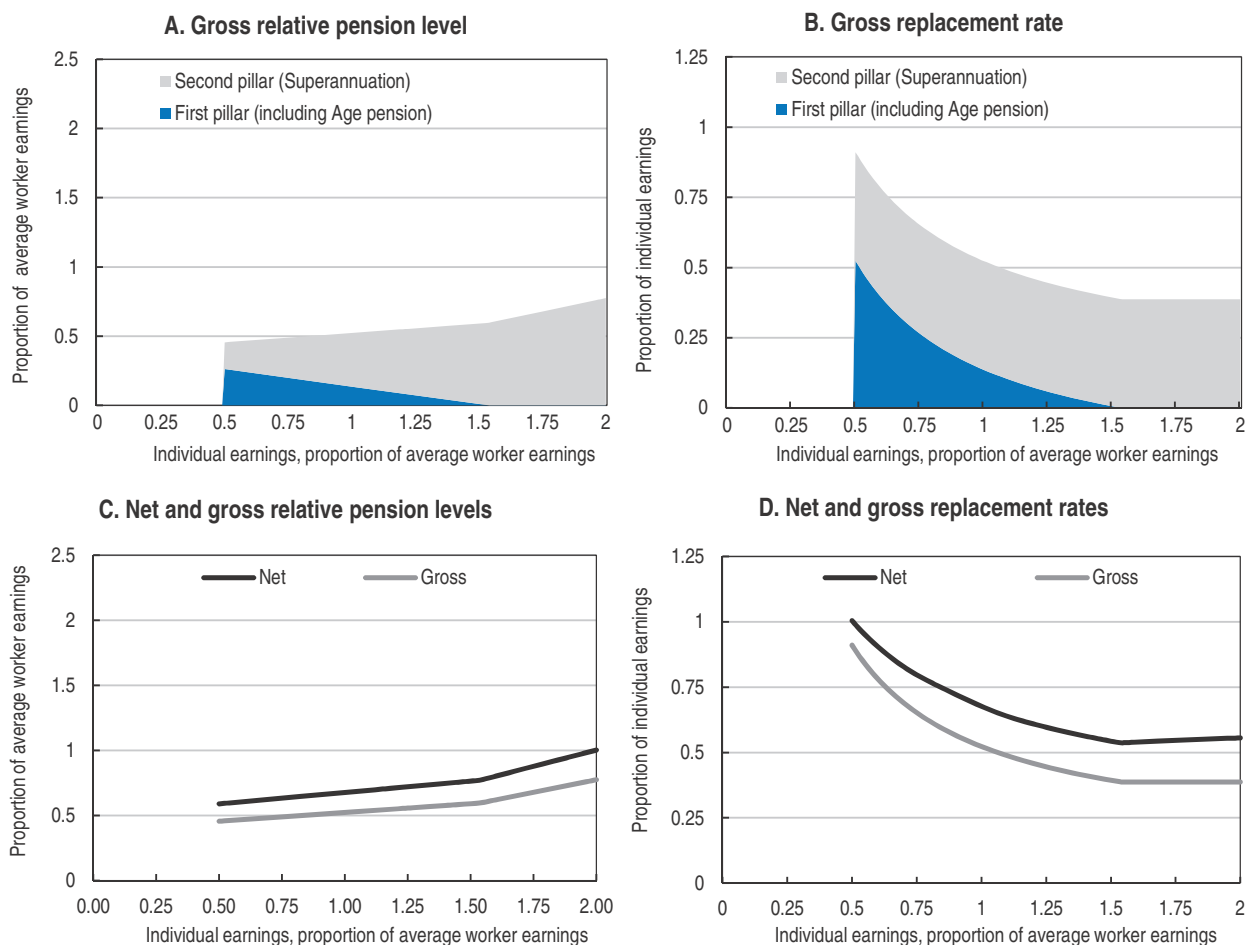 A. Gross relative pension level
Proportion of average worker earnings
2.5
2
1.5
1
0.5
0
Second pillar (Superannuation)
First pillar (including Age pension)
0 0.25 0.5 0.75 1 1.25 1.5 1.75 2
Individual earnings, proportion of average worker earnings
B. Gross replacement rate
Proportion of individual earnings
1.25
1
0.75
0.5
0.25
0
Second pillar (Superannuation)
First pillar (including Age pension)
0 0.25 0.5 0.75 1 1.25 1.5 1.75 2
Individual earnings, proportion of average worker earnings
C. Net and gross relative pension levels
Proportion of average worker earnings
2.5
2
1.5
1
0.5
0
Net Gross
0.00 0.25 0.50 0.75 1.00 1.25 1.50 1.75 2.00
Individual earnings, proportion of average worker earnings
D. Net and gross replacement rates
Proportion of individual earnings
1.25
1
0.75
0.5
0.25
0
Net Gross
0 0.25 0.5 0.75 1 1.25 1.5 1.75 2
Individual earnings, proportion of average worker earnings